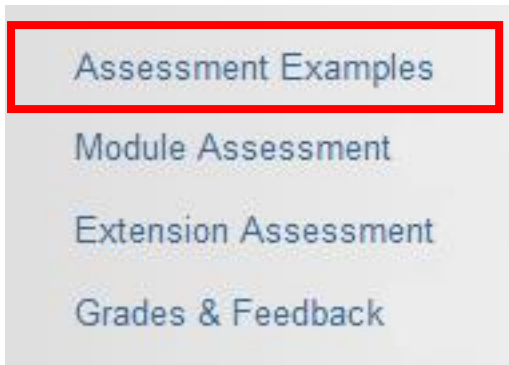 Assessment Examples
Module Assessment
Extension Assessment
Grades & Feedback